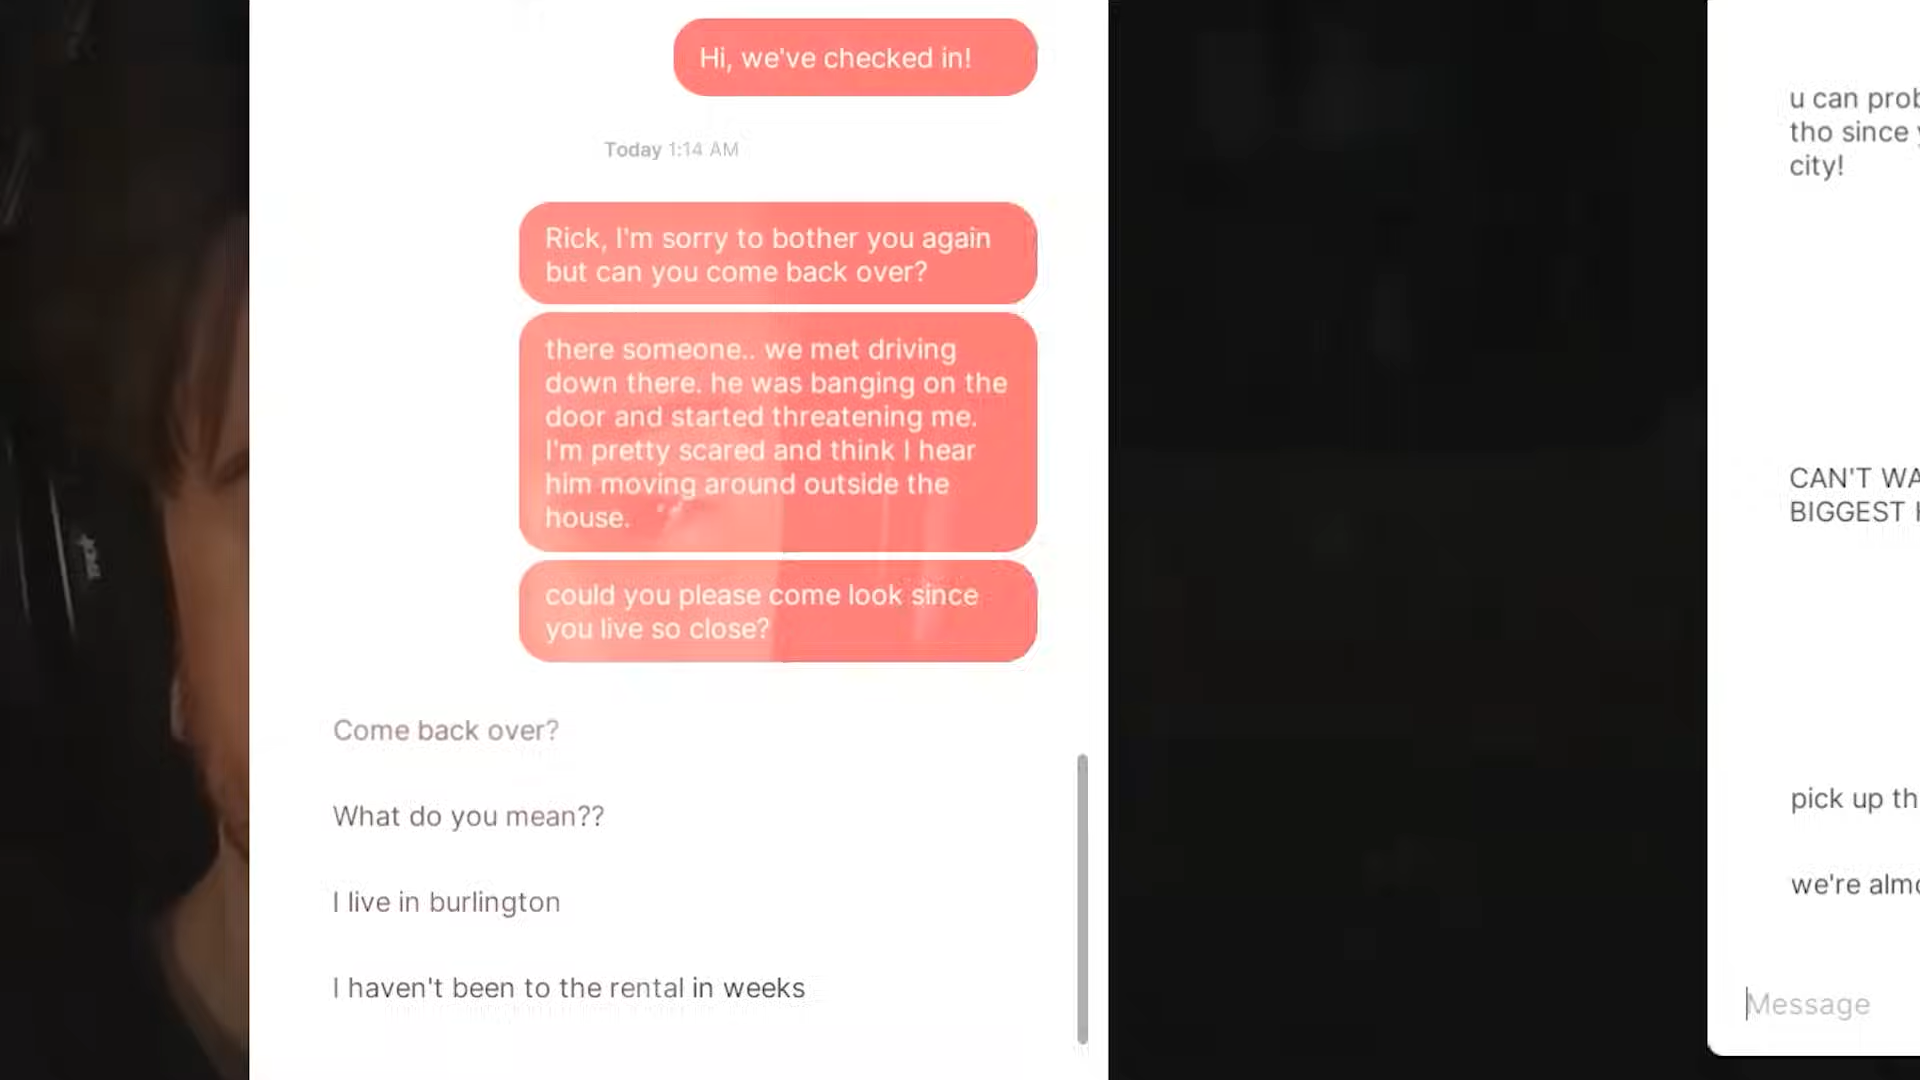 Hi, we've checked in!
Today 1:14 AM
Rick, I'm sorry to bother you again
but can you come back over?
there someone.. we met driving
down there. he was banging on the
door and started threatening me.
I'm pretty scared and think I hear
him moving around outside the
house.
could you please come look since
you live so close?
Come back over?
What do you mean??
I live in burlington
I haven't been to the rental in weeks
u can prob
tho since
city!
CAN'T
BIGGEST
pick up
we're
Message